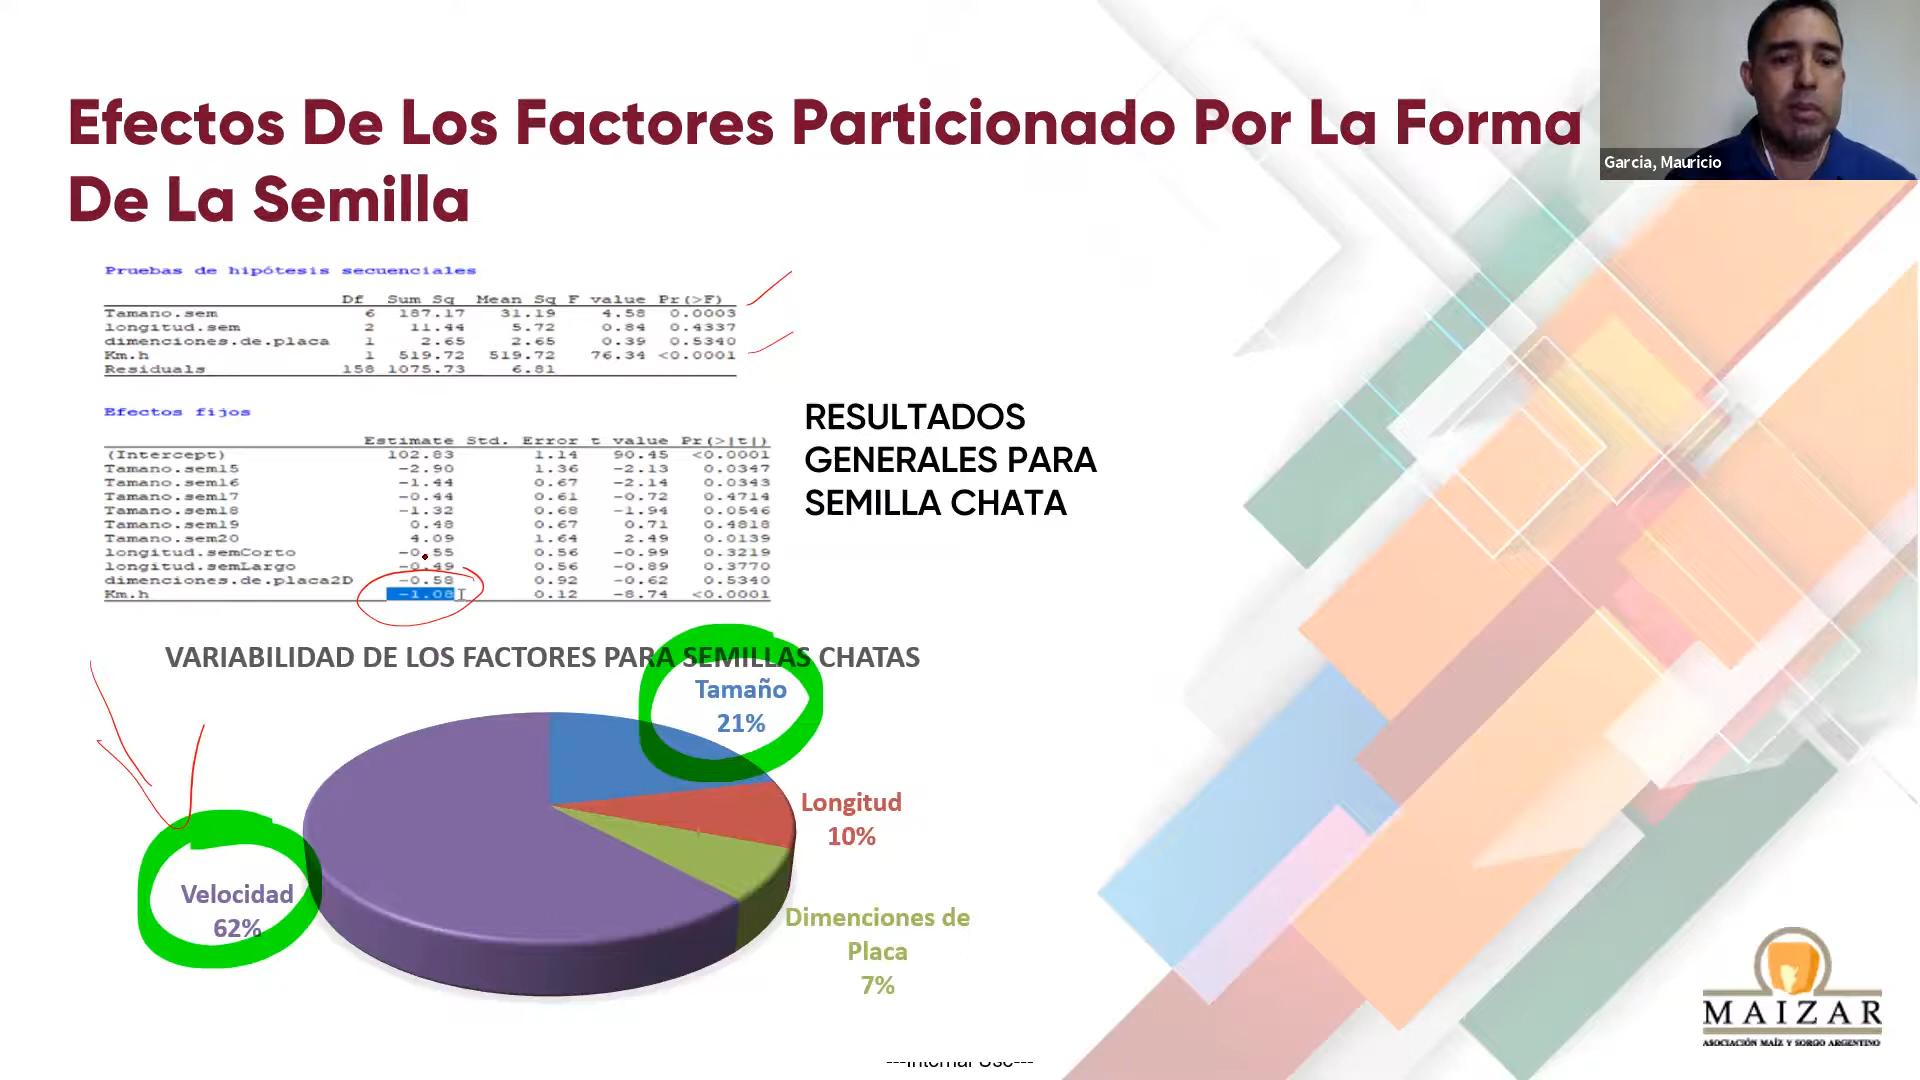 Efectos De Los Factores Particionado Por La Forma
De La Semilla
Garcia, Mauricio
Pruebas de hipótesis secuenciales
Df Sum Sq Mean Sq F value Pr(>F)
Tamano.sem 6 187.17 31.19 4.58 0.0003
longitud.sem 2 11.44 5.72 0.84 0.4337
dimenciones.de.placa 1 2.65 2.65 0.39 0.5340
Km.h 1 519.72 519.72 76.34 <0.0001
Residuals 158 1075.73 6.81
Efectos fijos
Estimate Std. Error t value Pr(>|t|)
(Intercept) 102.83 1.14 90.45 <0.0001
Tamano.sem15 -2.90 1.36 -2.13 0.0347
Tamano.sem16 -1.44 0.67 -2.14 0.0343
Tamano.sem17 -0.44 0.61 -0.72 0.4714
Tamano.sem18 -1.32 0.68 -1.94 0.0546
Tamano.sem19 0.48 0.67 0.71 0.4818
Tamano.sem20 4.09 1.64 2.49 0.0139
longitud.semCorto -0.55 0.56 -0.99 0.3219
longitud.semLargo -0.49 0.56 -0.89 0.3770
dimenciones.de.placa2D -0.58 0.92 -0.62 0.5340
Km.h -1.08 0.12 -8.74 <0.0001
RESULTADOS
GENERALES PARA
SEMILLA CHATA
VARIABILIDAD DE LOS FACTORES PARA SEMILLAS CHATAS
Tamaño
21%
Longitud
10%
Velocidad
62%
Dimenciones de
Placa
7%
MAIZAR
ASOCIACIÓN MAÍZ Y SORGO ARGENTINO
---Internal Use---